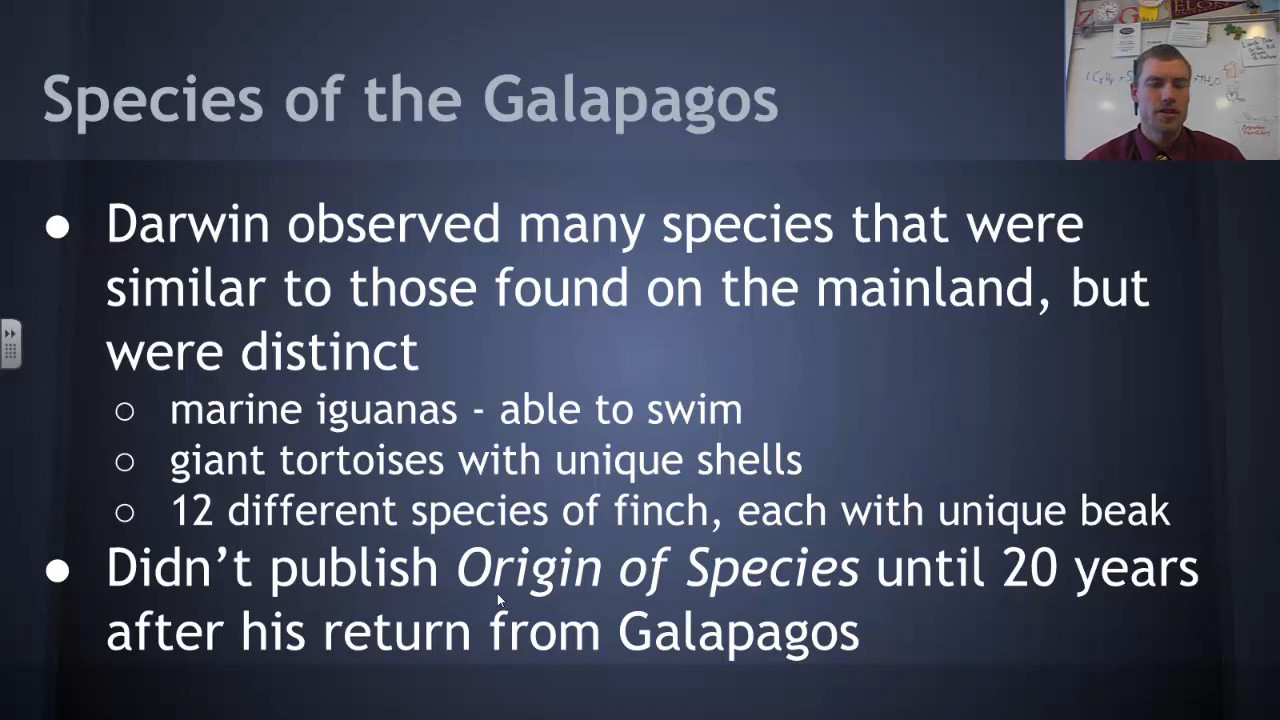 Species of the Galapagos
● Darwin observed many species that were
similar to those found on the mainland, but
were distinct
○ marine iguanas - able to swim
○ giant tortoises with unique shells
○ 12 different species of finch, each with unique beak
● Didn't publish Origin of Species until 20 years
after his return from Galapagos
ELON